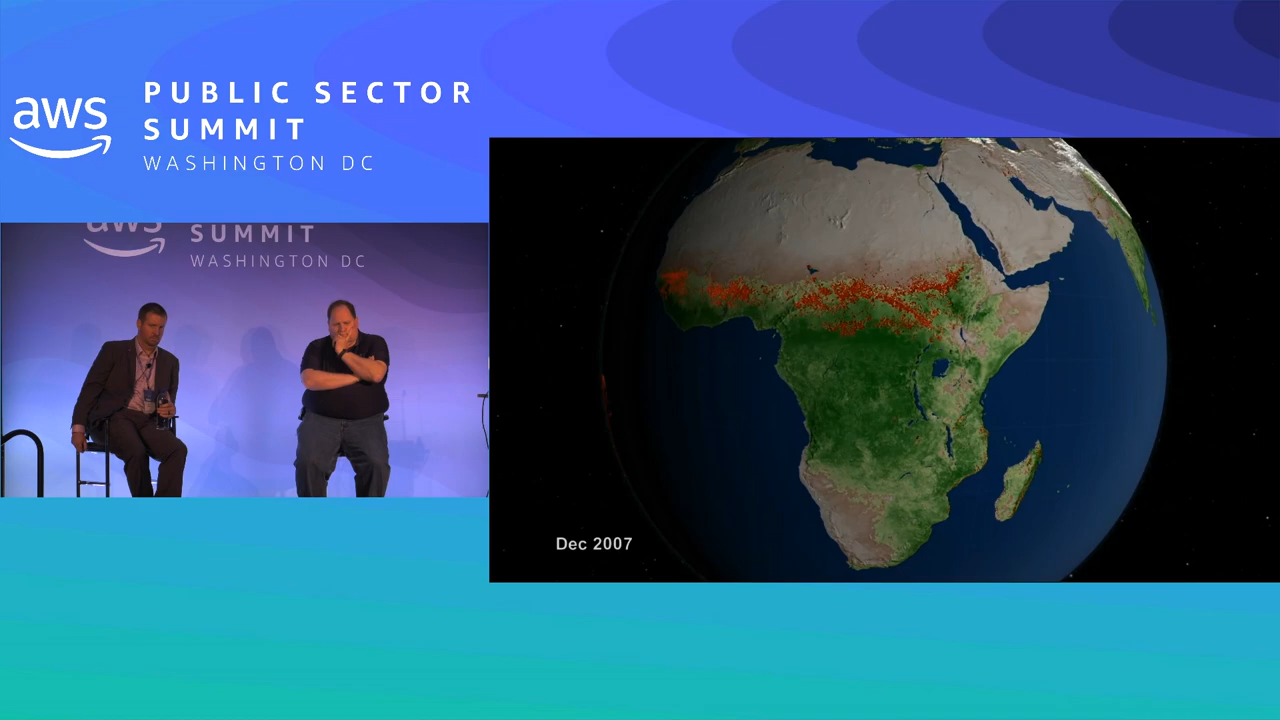 aws
PUBLIC SECTOR
SUMMIT
WASHINGTON DC
aws
SUMMIT
WASHINGTON DC
Dec 2007